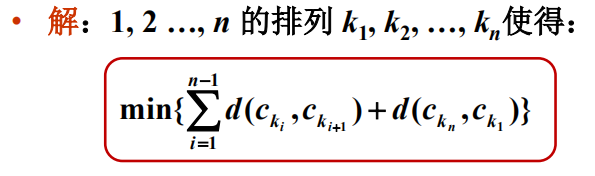 • 解：1, 2 …, n 的排列 k₁, k₂, …, kₙ使得：
min{∑_{i=1}^{n−1} d(c_{k_i}, c_{k_{i+1}}) + d(c_{k_n}, c_{k_1})}